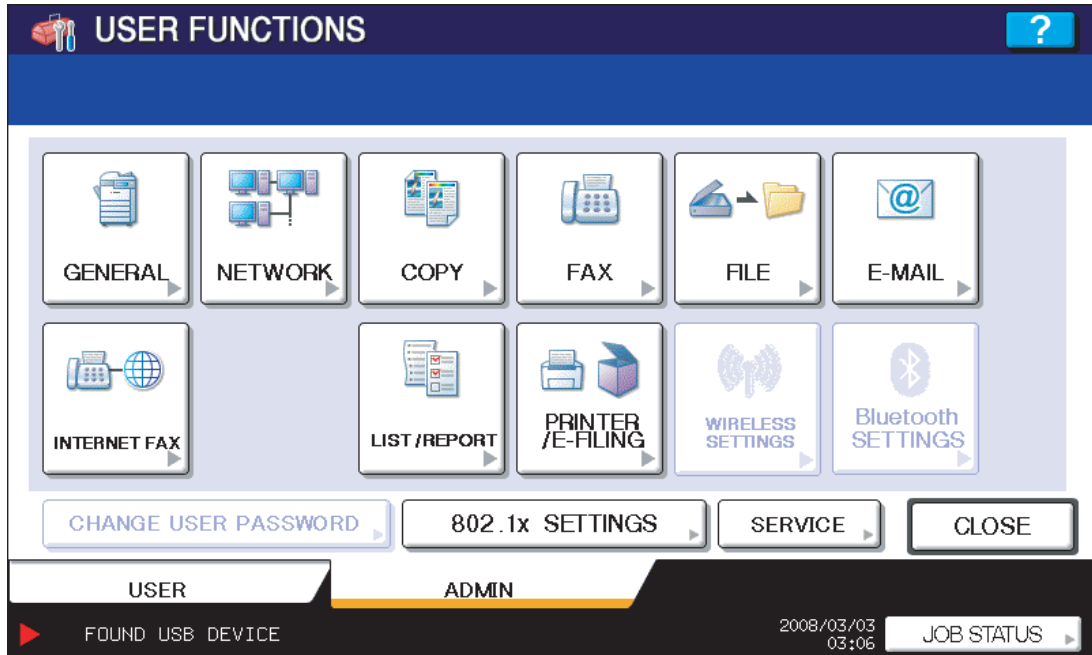 USER FUNCTIONS
?
GENERAL
NETWORK
COPY
FAX
FILE
@
E-MAIL
INTERNET FAX
LIST/REPORT
PRINTER
/E-FILING
WIRELESS
SETTINGS
Bluetooth
SETTINGS
CHANGE USER PASSWORD
802.1x SETTINGS
SERVICE
CLOSE
USER
ADMIN
FOUND USB DEVICE
2008/03/03
03:06
JOB STATUS